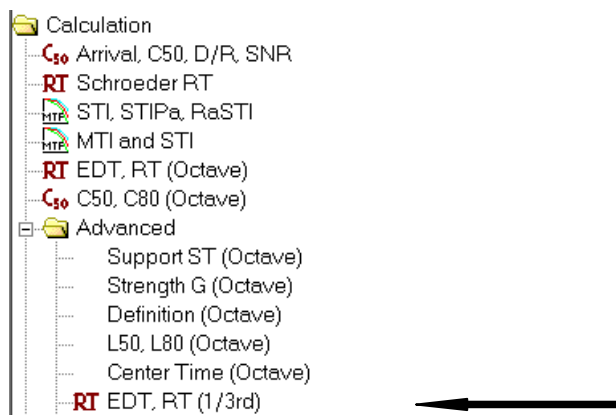 Calculation
C50 Arrival, C50, D/R, SNR
RT Schroeder RT
MTF STI, STIPa, RaSTI
MTF MTI and STI
RT EDT, RT (Octave)
C50 C50, C80 (Octave)
Advanced
Support ST (Octave)
Strength G (Octave)
Definition (Octave)
L50, L80 (Octave)
Center Time (Octave)
RT EDT, RT (1/3rd)